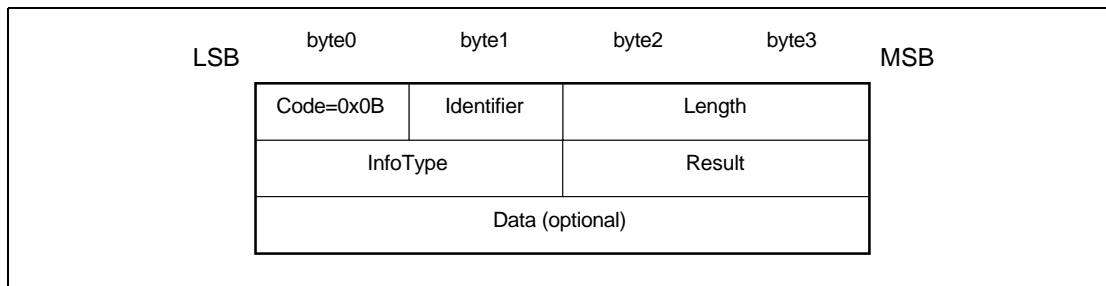 byte0 byte1 byte2 byte3
LSB MSB
Code=0x0B Identifier Length
InfoType Result
Data (optional)